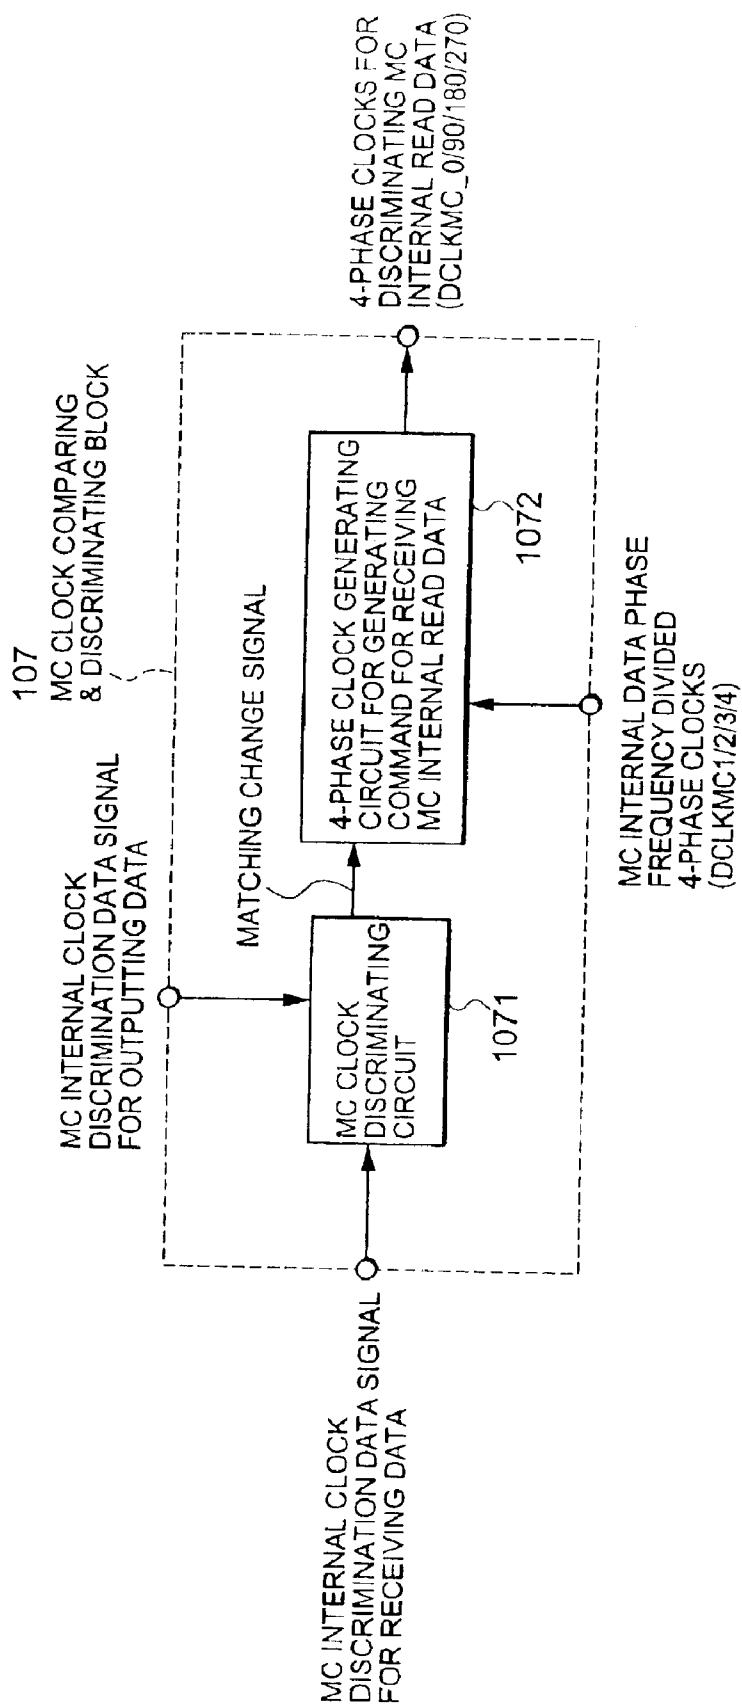 107
MC CLOCK COMPARING
& DISCRIMINATING BLOCK
MC INTERNAL CLOCK
DISCRIMINATION DATA SIGNAL
FOR OUTPUTTING DATA
MC INTERNAL CLOCK
DISCRIMINATION DATA SIGNAL
FOR RECEIVING DATA
MC CLOCK
DISCRIMINATING
CIRCUIT
1071
MATCHING CHANGE SIGNAL
4-PHASE CLOCK GENERATING
CIRCUIT FOR GENERATING
COMMAND FOR RECEIVING
MC INTERNAL READ DATA
1072
4-PHASE CLOCKS FOR
DISCRIMINATING MC
INTERNAL READ DATA
(DCLKMC_0/90/180/270)
MC INTERNAL DATA PHASE
FREQUENCY DIVIDED
4-PHASE CLOCKS
(DCLKMC1/2/3/4)